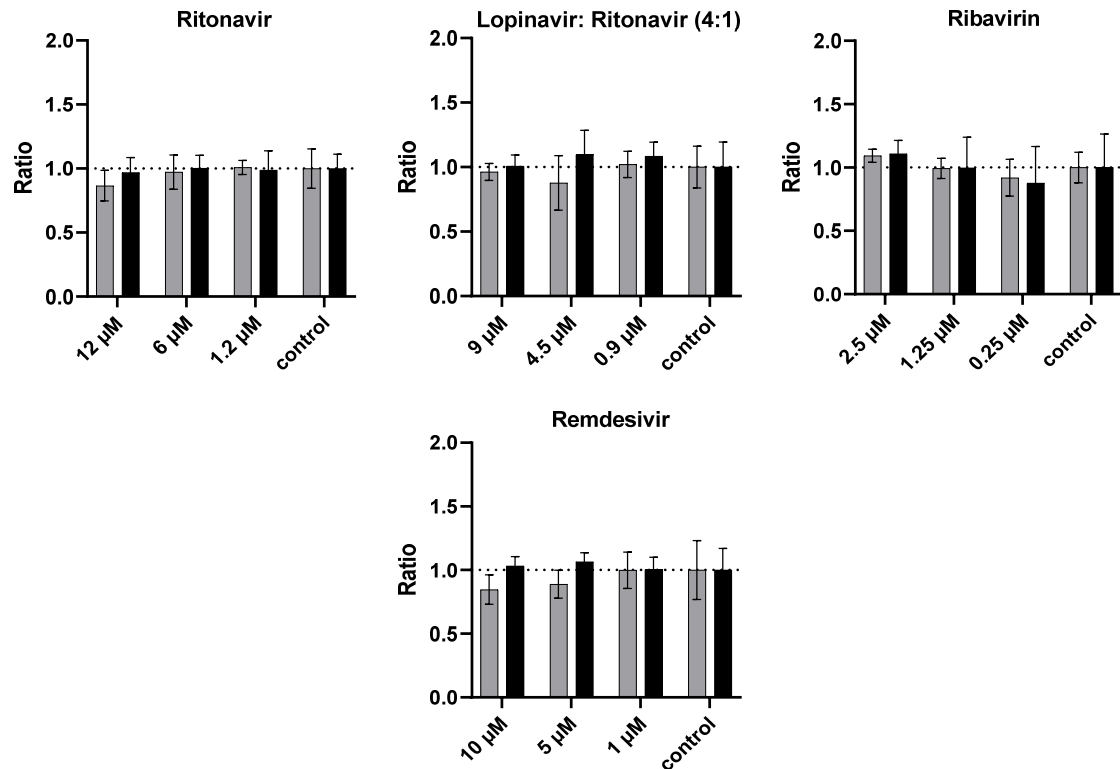 Ritonavir
2.0
1.5
1.0
0.5
0.0
Ratio
12 µM
6 µM
1.2 µM
control
Lopinavir: Ritonavir (4:1)
2.0
1.5
1.0
0.5
0.0
Ratio
9 µM
4.5 µM
0.9 µM
control
Ribavirin
2.0
1.5
1.0
0.5
0.0
Ratio
2.5 µM
1.25 µM
0.25 µM
control
Remdesivir
2.0
1.5
1.0
0.5
0.0
Ratio
10 µM
5 µM
1 µM
control